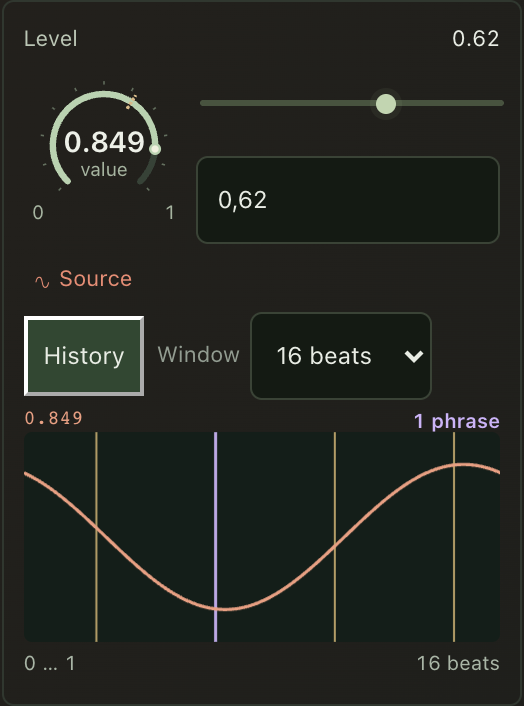 Level 0.62
0.849
value
0 1
0,62
Source
History Window 16 beats
0.849 1 phrase
0 ... 1 16 beats